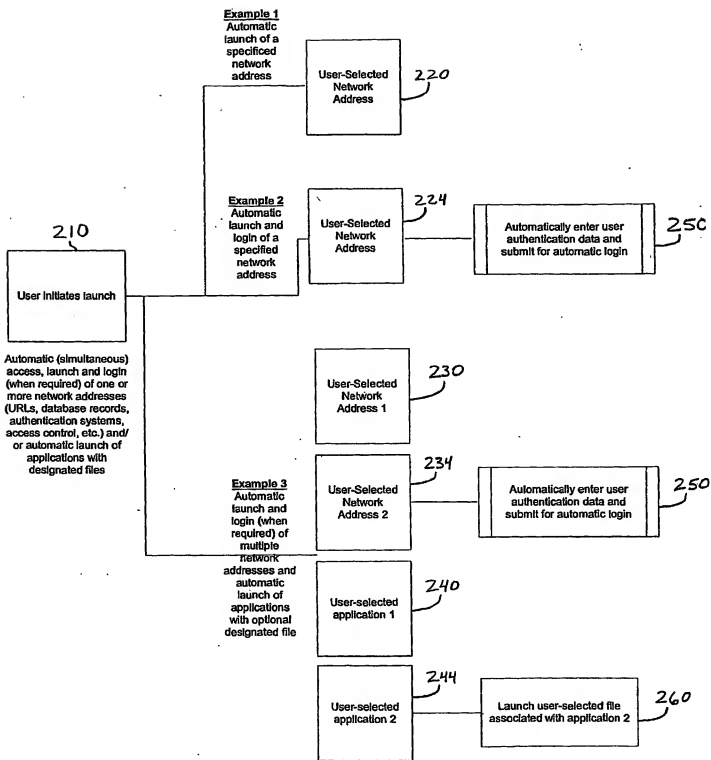 Example 1
Automatic
launch of a
specificed
network
address
User-Selected
Network
Address
220
Example 2
Automatic
launch and
login of a
specified
network
address
User-Selected
Network
Address
224
Automatically enter user
authentication data and
submit for automatic login
250
210
User initiates launch
Automatic (simultaneous)
access, launch and login
(when required) of one or
more network addresses
(URLs, database records,
authentication systems,
access control, etc.) and/
or automatic launch of
applications with
designated files
User-Selected
Network
Address 1
230
Example 3
Automatic
launch and
login (when
required) of
multiple
network
addresses and
automatic
launch of
applications
with optional
designated file
User-Selected
Network
Address 2
234
Automatically enter user
authentication data and
submit for automatic login
250
User-selected
application 1
240
User-selected
application 2
244
Launch user-selected file
associated with application 2
260